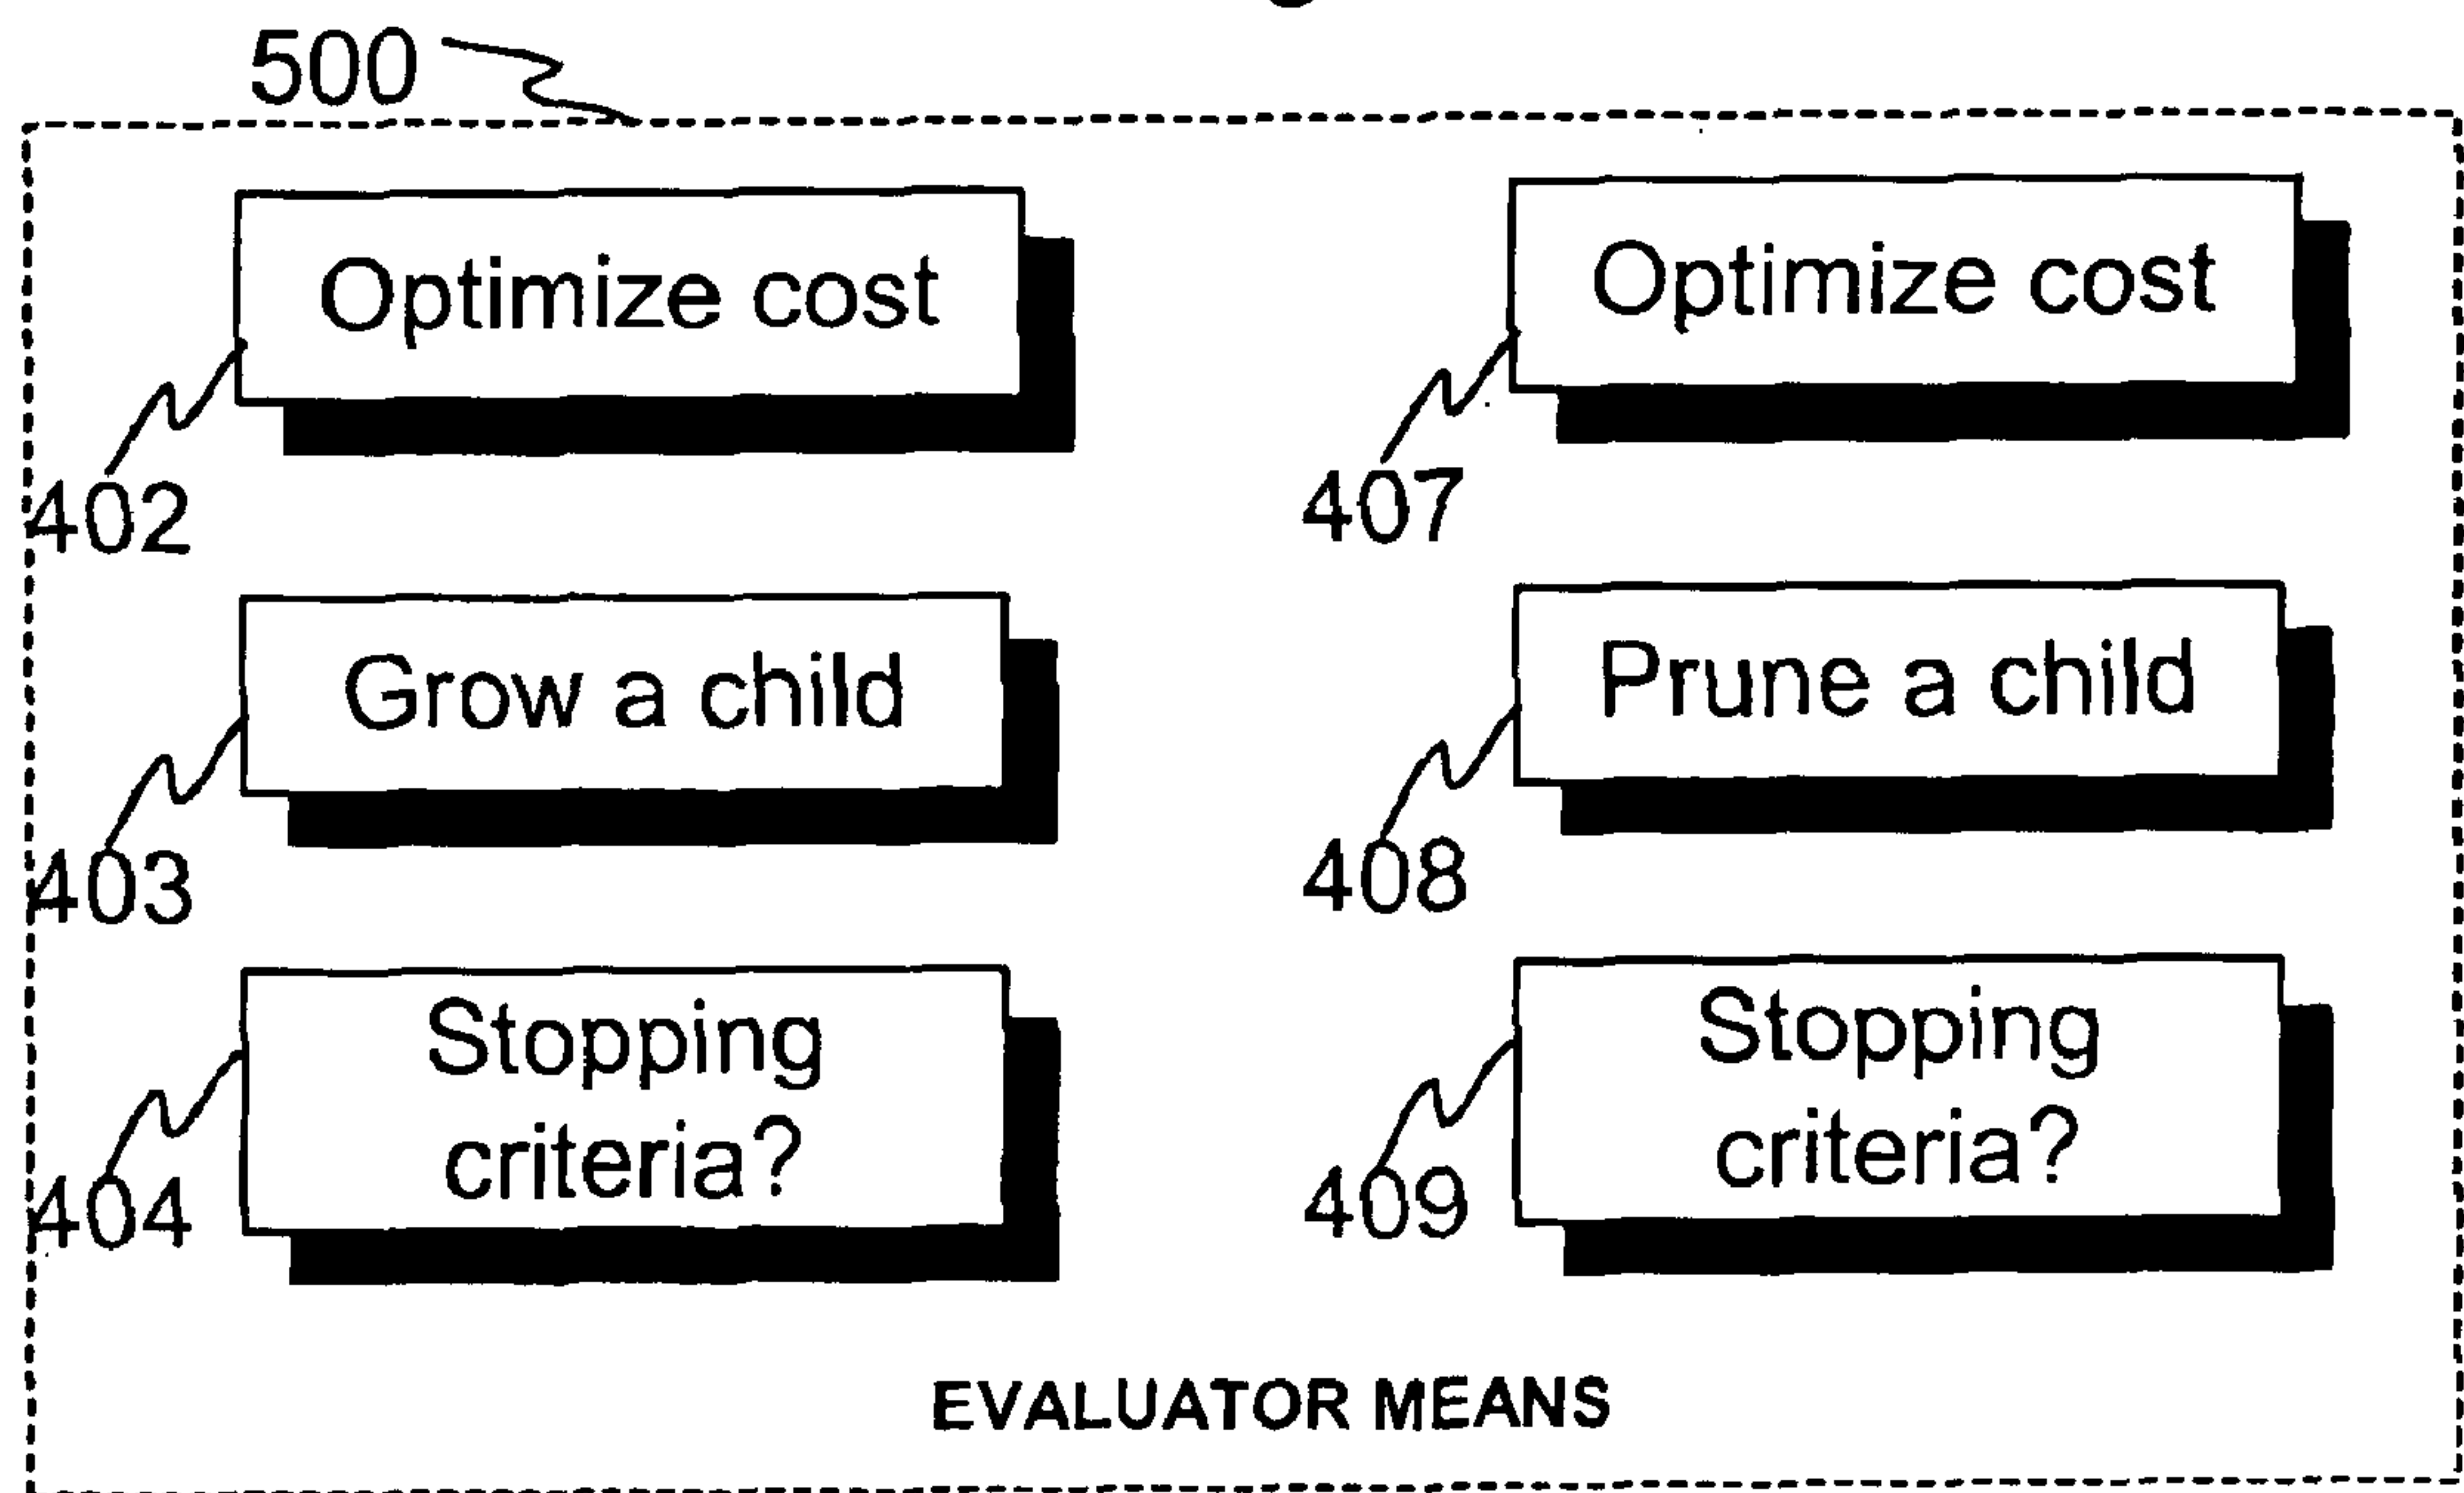 500
Optimize cost
402
Grow a child
403
Stopping
criteria?
404
Optimize cost
407
Prune a child
408
Stopping
criteria?
409
EVALUATOR MEANS